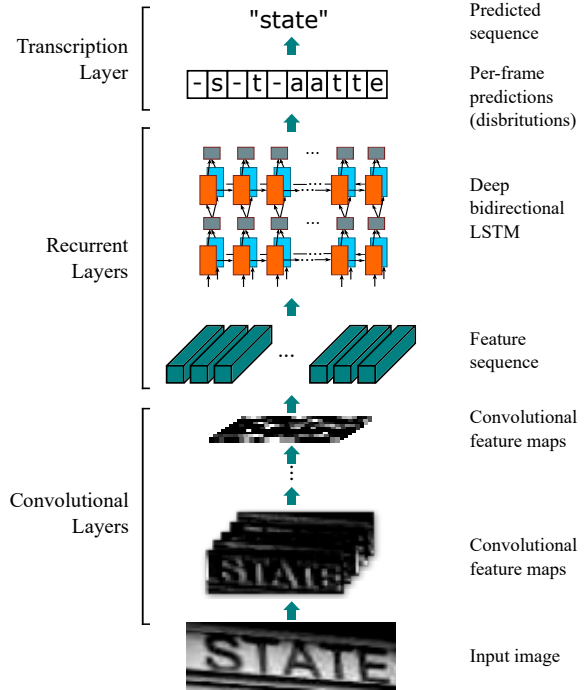 "state"
Predicted
sequence
Transcription
Layer
-s-t-aatte
Per-frame
predictions
(disbritutions)
...
Deep
bidirectional
LSTM
Recurrent
Layers
...
Feature
sequence
Convolutional
feature maps
Convolutional
Layers
STATE
Convolutional
feature maps
STATE
Input image